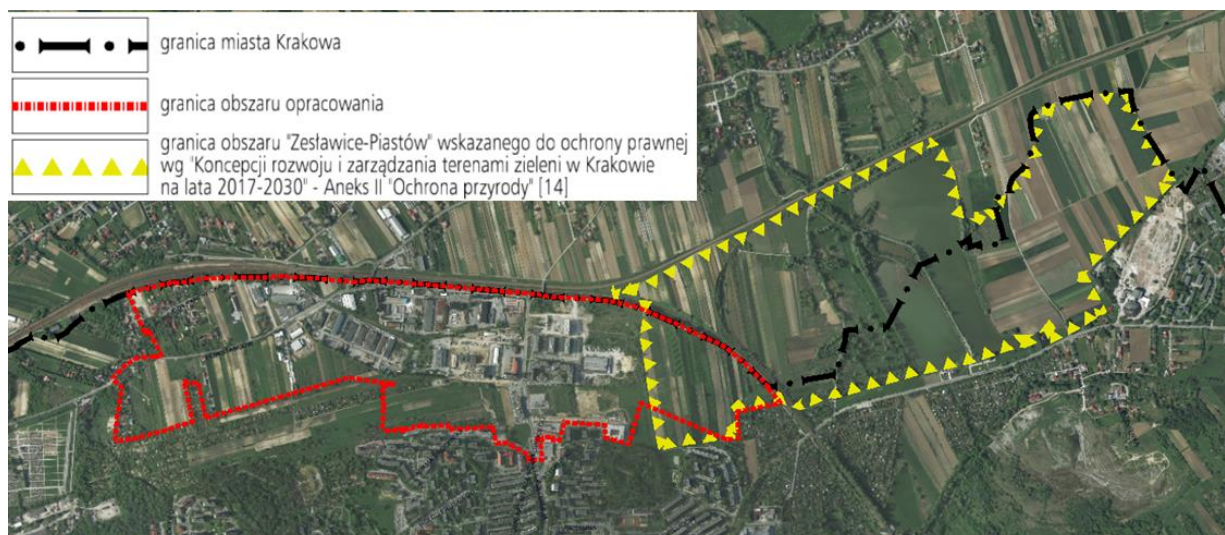 granica miasta Krakowa
granica obszaru opracowania
granica obszaru "Zesławice-Piastów" wskazanego do ochrony prawnej
wg "Koncepcji rozwoju i zarządzania terenami zieleni w Krakowie
na lata 2017-2030" - Aneks II "Ochrona przyrody" [14]